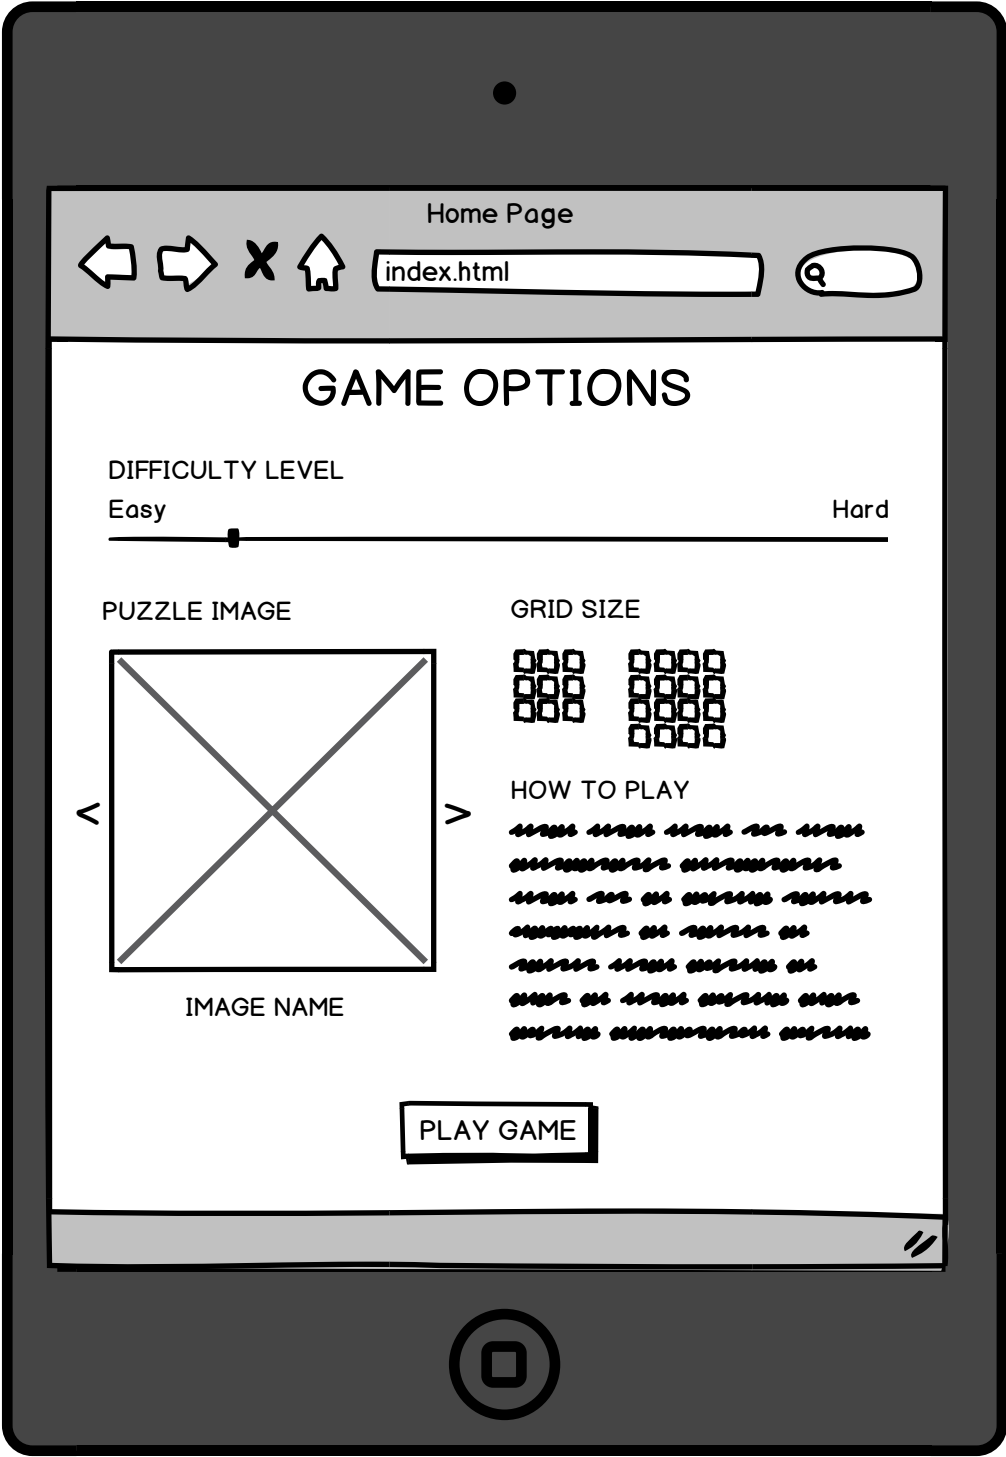 Home Page
index.html
GAME OPTIONS
DIFFICULTY LEVEL
Easy Hard
PUZZLE IMAGE
GRID SIZE
<
>
HOW TO PLAY
IMAGE NAME
PLAY GAME